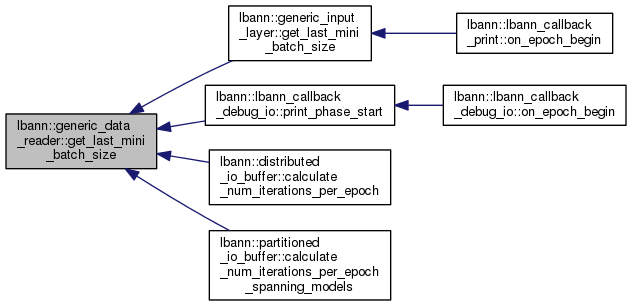 lbann::generic_data
_reader::get_last_mini
_batch_size
lbann::generic_input
_layer::get_last_mini
_batch_size
lbann::lbann_callback
_print::on_epoch_begin
lbann::lbann_callback
_debug_io::print_phase_start
lbann::lbann_callback
_debug_io::on_epoch_begin
lbann::distributed
_io_buffer::calculate
_num_iterations_per_epoch
lbann::partitioned
_io_buffer::calculate
_num_iterations_per_epoch
_spanning_models